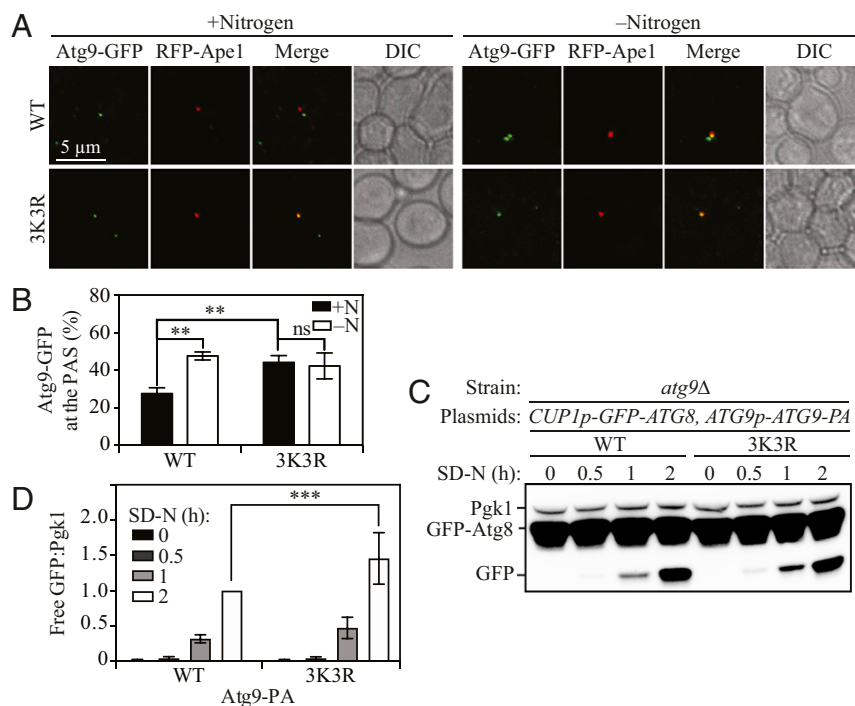 A
+Nitrogen
–Nitrogen
Atg9-GFP RFP-Ape1 Merge DIC
Atg9-GFP RFP-Ape1 Merge DIC
WT
5 µm
3K3R
B
Atg9-GFP
at the PAS (%)
80
60
40
20
0
**
**
ns
+N
–N
WT 3K3R
C
Strain: atg9Δ
Plasmids: CUP1p-GFP-ATG8, ATG9p-ATG9-PA
WT 3K3R
SD-N (h): 0 0.5 1 2 0 0.5 1 2
Pgk1
GFP-Atg8
GFP
D
Free GFP:Pgk1
2.0
1.5
1.0
0.5
0
SD-N (h):
0
0.5
1
2
***
WT 3K3R
Atg9-PA